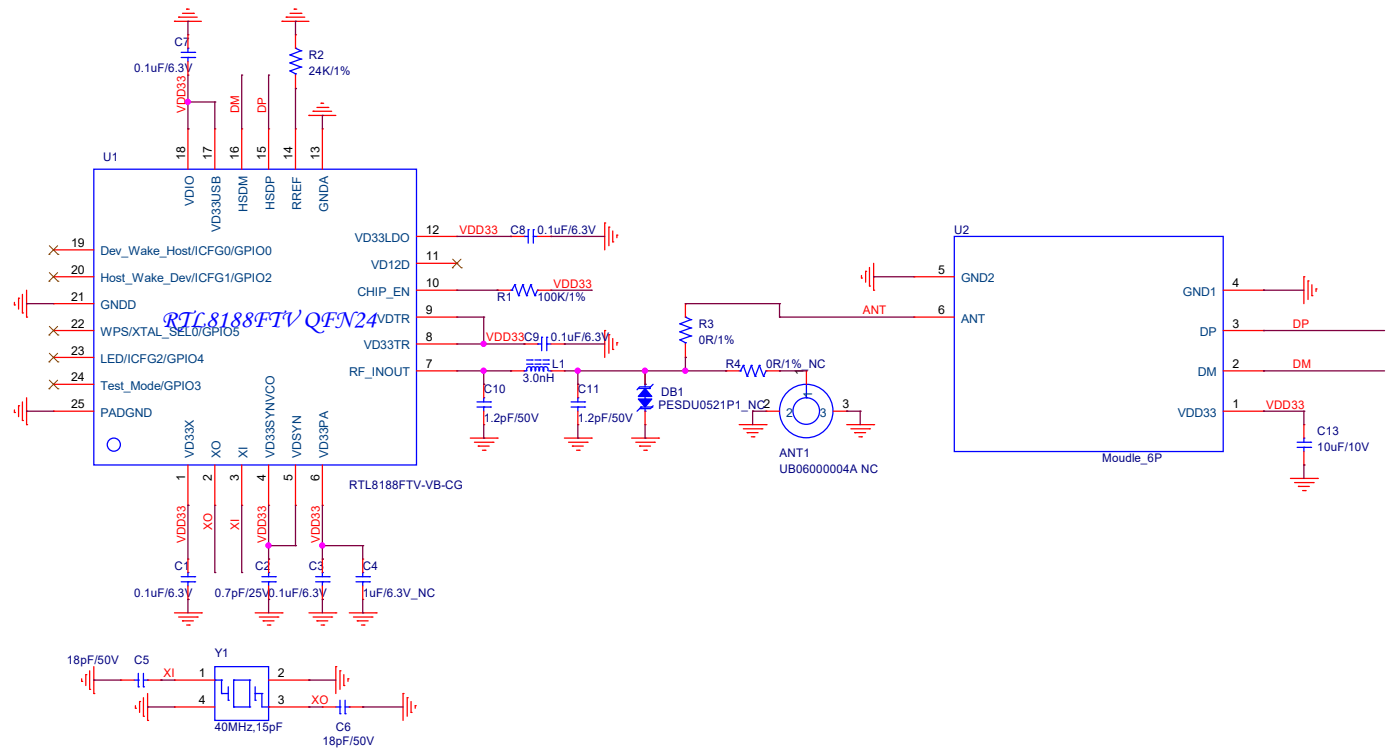 C7
0.1uF/6.3V
VDD33
DM
DP
R2
24K/1%
U1
18
17
16
15
14
13
VDIO
VD33USB
HSDM
HSDP
RREF
GNDA
19
Dev_Wake_Host/ICFG0/GPIO0
20
Host_Wake_Dev/ICFG1/GPIO2
21
GNDD
22
WPS/XTAL_SEL0/GPIO5
23
LED/ICFG2/GPIO4
24
Test_Mode/GPIO3
25
PADGND
RTL8188FTV QFN24
VD33LDO
12
VDD33
C8
0.1uF/6.3V
VD12D
11
CHIP_EN
10
R1
100K/1%
VDD33
VDTR
9
VD33TR
8
VDD33
C9
0.1uF/6.3V
RF_INOUT
7
L1
3.0nH
C10
1.2pF/50V
C11
1.2pF/50V
DB1
PESDU0521P1_NC
R3
0R/1%
R4
0R/1%_NC
ANT
1
2
2
3
3
ANT1
UB06000004A NC
U2
5
GND2
6
ANT
GND1
4
DP
3
DP
DM
2
DM
VDD33
1
VDD33
C13
10uF/10V
Moudle_6P
VD33X
XO
XI
VD33SYNVCO
VDSYN
VD33PA
1
2
3
4
5
6
RTL8188FTV-VB-CG
VDD33
XO
XI
VDD33
VDD33
C1
0.1uF/6.3V
C2
0.7pF/25V
C3
0.1uF/6.3V
C4
1uF/6.3V_NC
18pF/50V
C5
XI
Y1
1
2
4
3
XO
40MHz,15pF
C6
18pF/50V